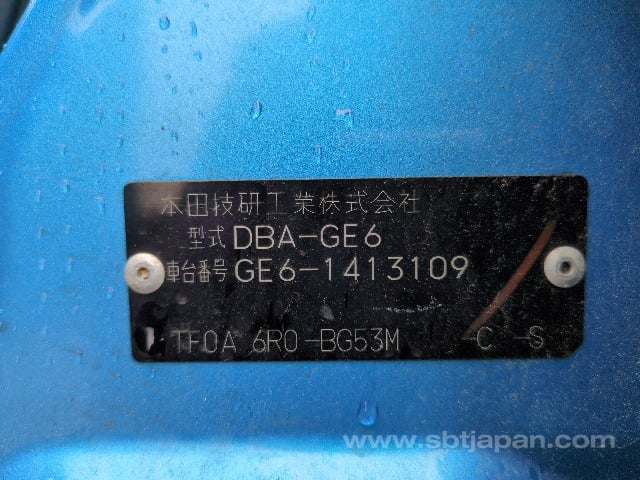 本田技研工業株式会社
型式 DBA-GE6
車台番号 GE6-1413109
TF0A 6R0-BG53M -C -S
www.sbtjapan.com